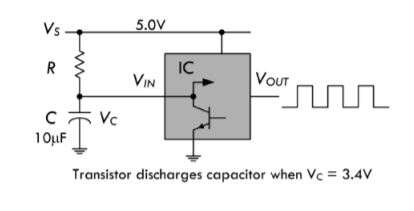 Vs 5.0V
R
IC
VIN
VOUT
C
VC
10µF
Transistor discharges capacitor when VC = 3.4V